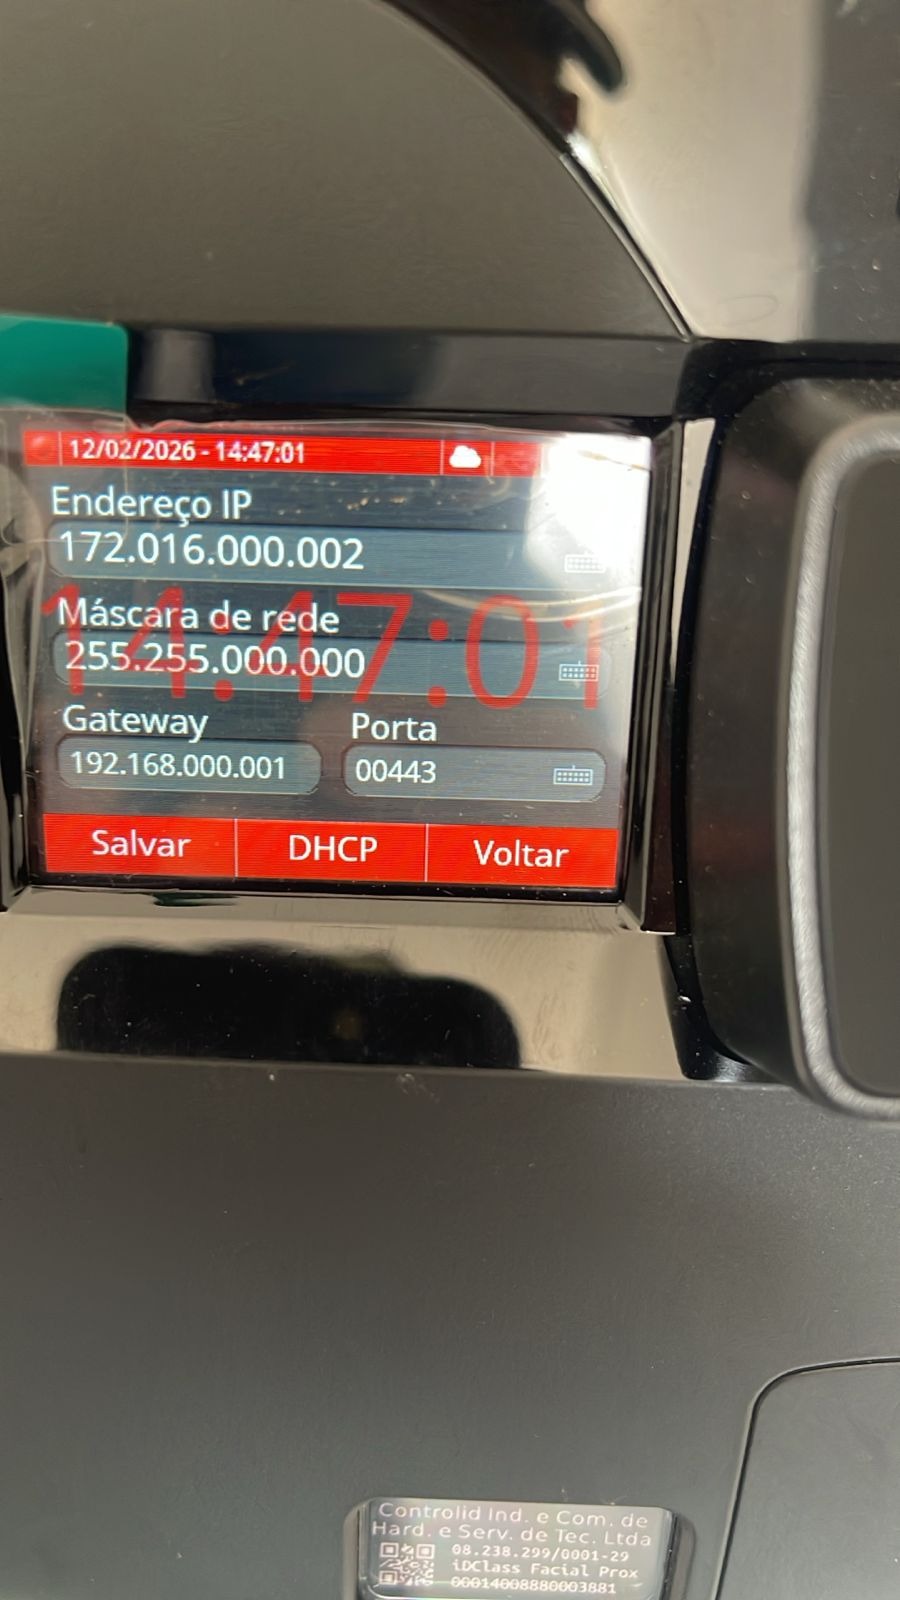 12/02/2026 - 14:47:01
Endereço IP
172.016.000.002
14:47:01
Máscara de rede
255.255.000.000
Gateway Porta
192.168.000.001 00443
Salvar DHCP Voltar
Controlid Ind. e Com. de
Hard. e Serv. de Tec. Ltda
08.238.299/0001-29
iDClass Facial Prox
00014008880003881